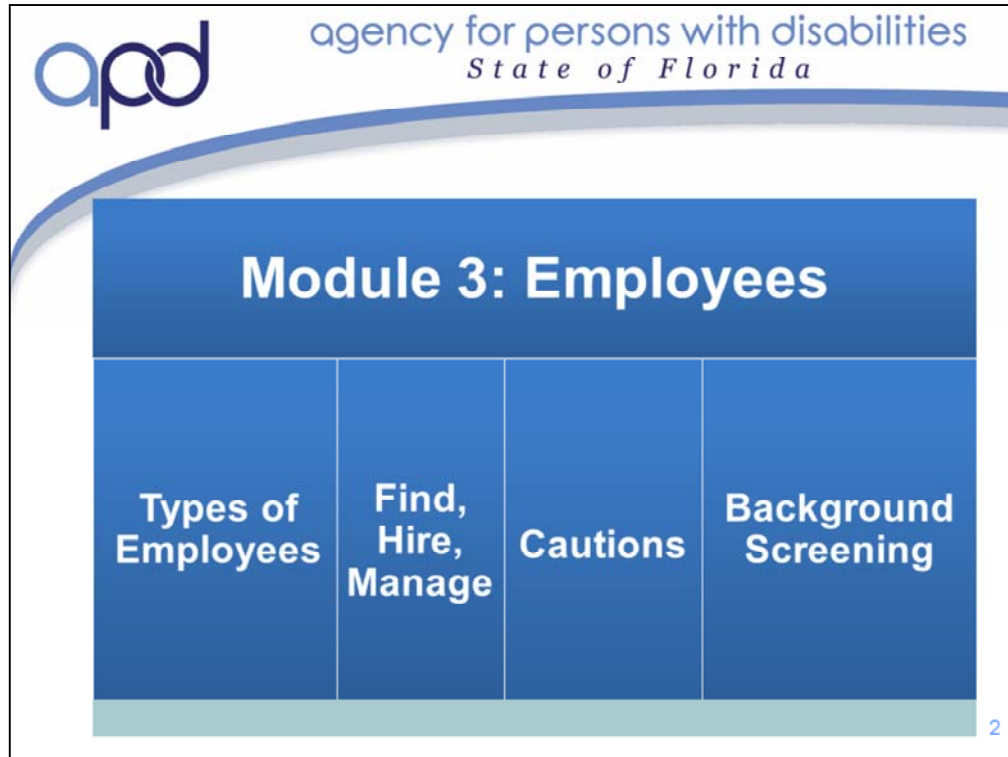 apd
agency for persons with disabilities
State of Florida
Module 3: Employees
Types of
Employees
Find,
Hire,
Manage
Cautions
Background
Screening
2